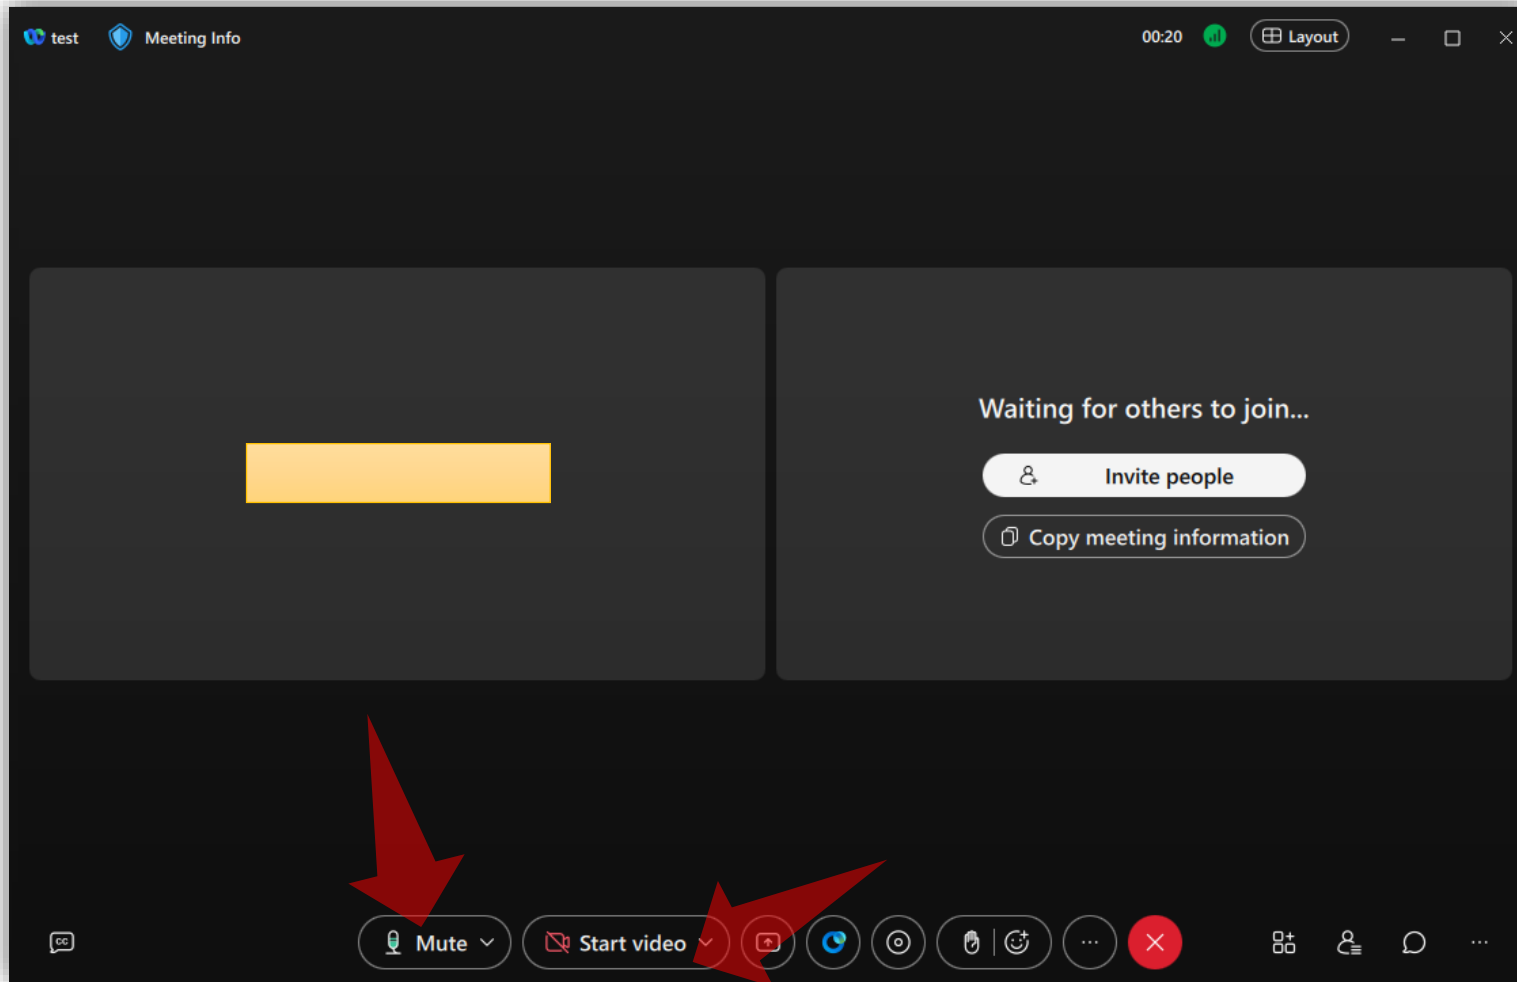 test Meeting Info 00:20 Layout
Waiting for others to join...
Invite people
Copy meeting information
CC Mute Start video